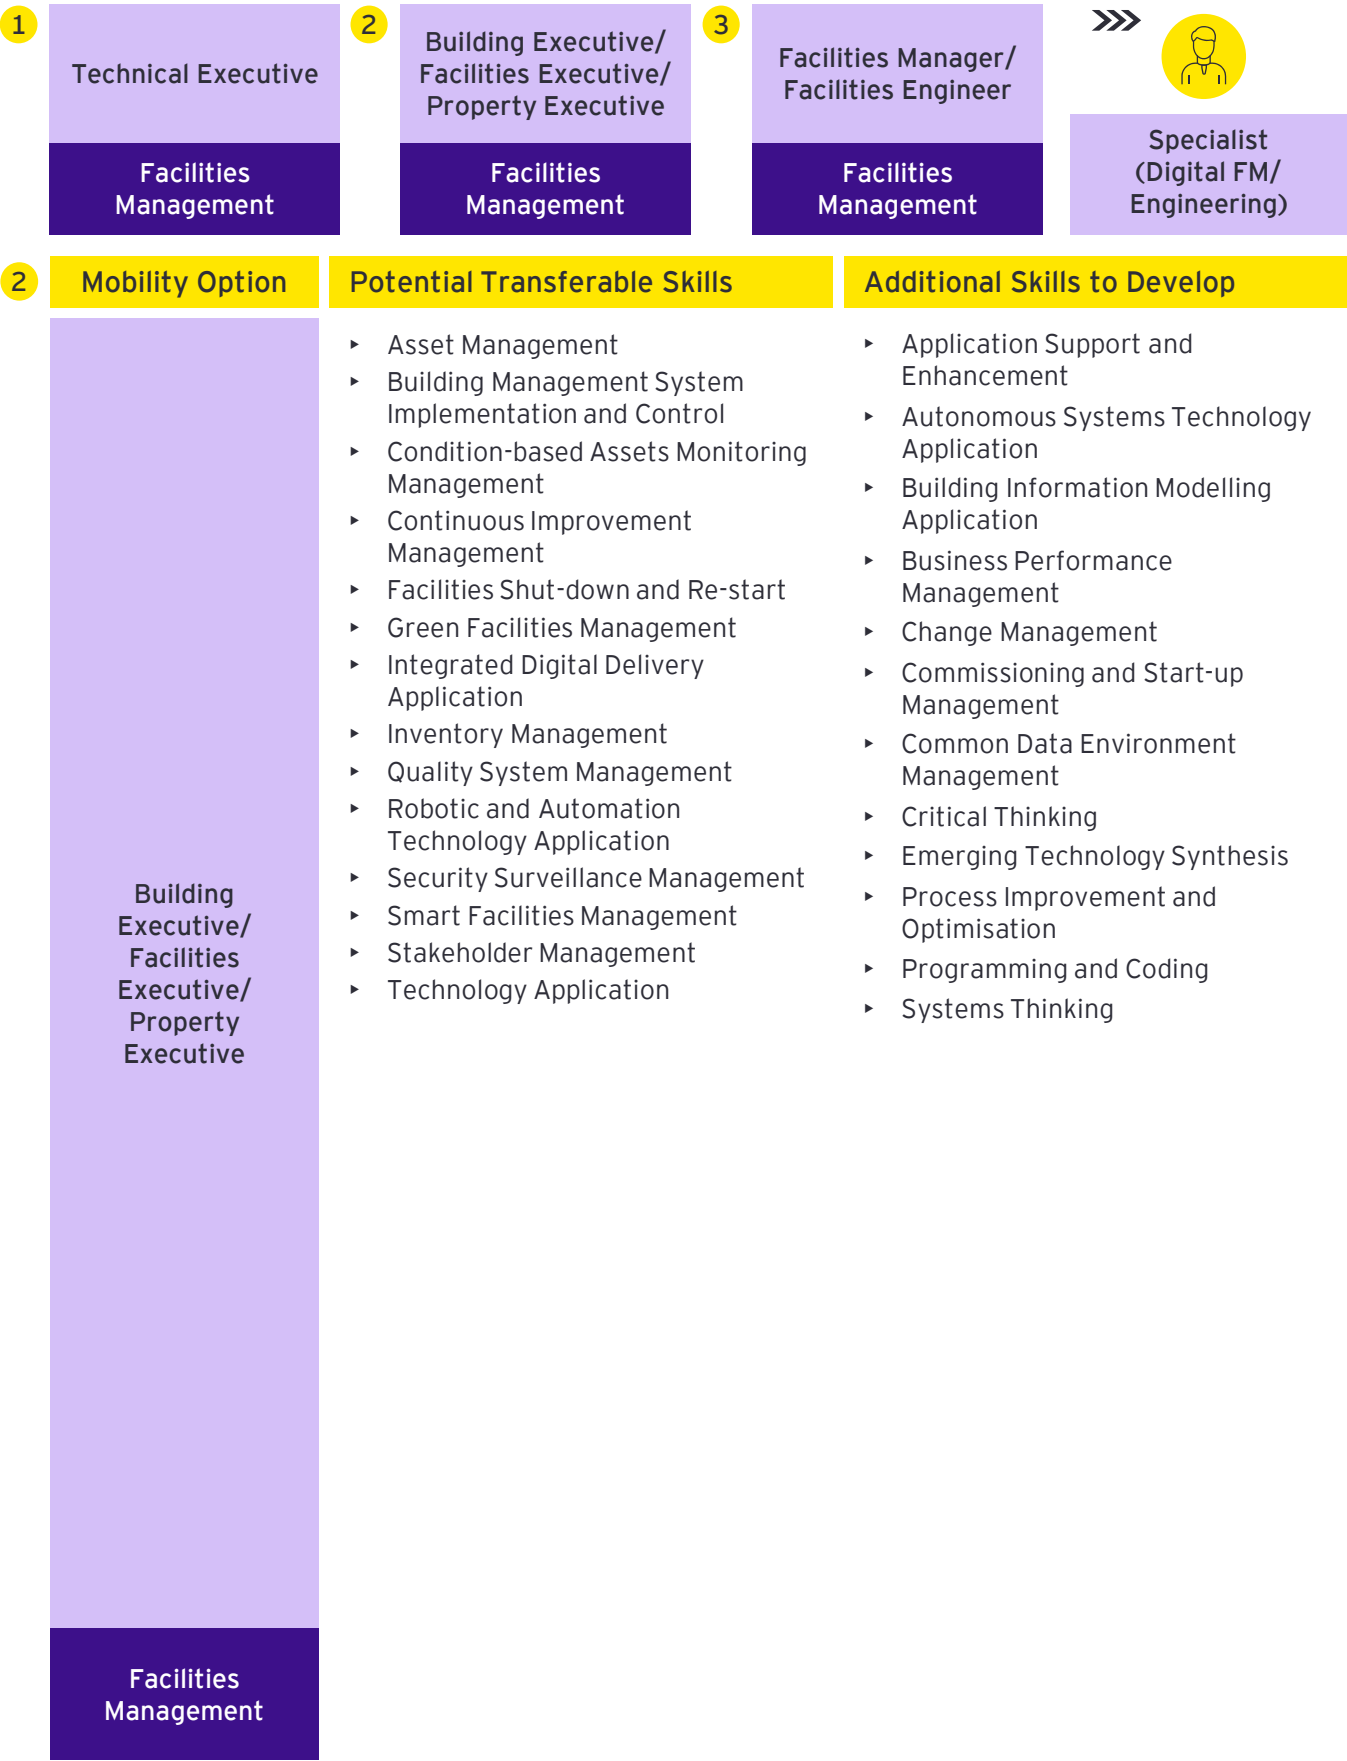 1
Technical Executive
Facilities
Management
2
Building Executive/
Facilities Executive/
Property Executive
Facilities
Management
3
Facilities Manager/
Facilities Engineer
Facilities
Management
Specialist
(Digital FM/
Engineering)
2
Mobility Option
Potential Transferable Skills
Additional Skills to Develop
Building
Executive/
Facilities
Executive/
Property
Executive
Facilities
Management
‣ Asset Management
‣ Building Management System
Implementation and Control
‣ Condition-based Assets Monitoring
Management
‣ Continuous Improvement
Management
‣ Facilities Shut-down and Re-start
‣ Green Facilities Management
‣ Integrated Digital Delivery
Application
‣ Inventory Management
‣ Quality System Management
‣ Robotic and Automation
Technology Application
‣ Security Surveillance Management
‣ Smart Facilities Management
‣ Stakeholder Management
‣ Technology Application
‣ Application Support and
Enhancement
‣ Autonomous Systems Technology
Application
‣ Building Information Modelling
Application
‣ Business Performance
Management
‣ Change Management
‣ Commissioning and Start-up
Management
‣ Common Data Environment
Management
‣ Critical Thinking
‣ Emerging Technology Synthesis
‣ Process Improvement and
Optimisation
‣ Programming and Coding
‣ Systems Thinking